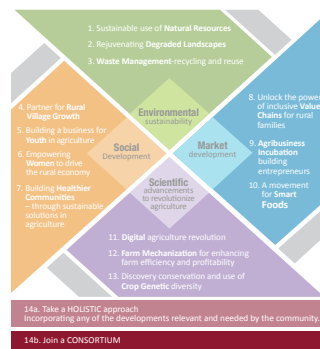 1. Sustainable use of Natural Resources
2. Rejuvenating Degraded Landscapes
3. Waste Management-recycling and reuse
Environmental
sustainability
4. Partner for Rural
Village Growth
5. Building a business for
Youth in agriculture
6. Empowering
Women to drive
the rural economy
7. Building Healthier
Communities
– through sustainable
solutions in
agriculture
Social
Development
Market
development
8. Unlock the power
of inclusive Value
Chains for rural
families
9. Agribusiness
Incubation
building
entrepreneurs
10. A movement
for Smart
Foods
Scientific
advancements
to revolutionize
agriculture
11. Digital agriculture revolution
12. Farm Mechanization for enhancing
farm efficiency and profitability
13. Discovery conservation and use of
Crop Genetic diversity
14a. Take a HOLISTIC approach
Incorporating any of the developments relevant and needed by the community.
14b. Join a CONSORTIUM